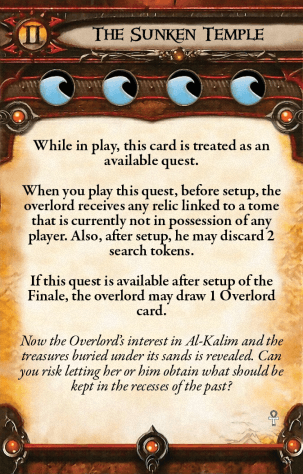 II
The Sunken Temple
While in play, this card is treated as an
available quest.
When you play this quest, before setup, the
overlord receives any relic linked to a tome
that is currently not in possession of any
player. Also, after setup, he may discard 2
search tokens.
If this quest is available after setup of the
Finale, the overlord may draw 1 Overlord
card.
Now the Overlord's interest in Al-Kalim and the
treasures buried under its sands is revealed. Can
you risk letting her or him obtain what should be
kept in the recesses of the past?